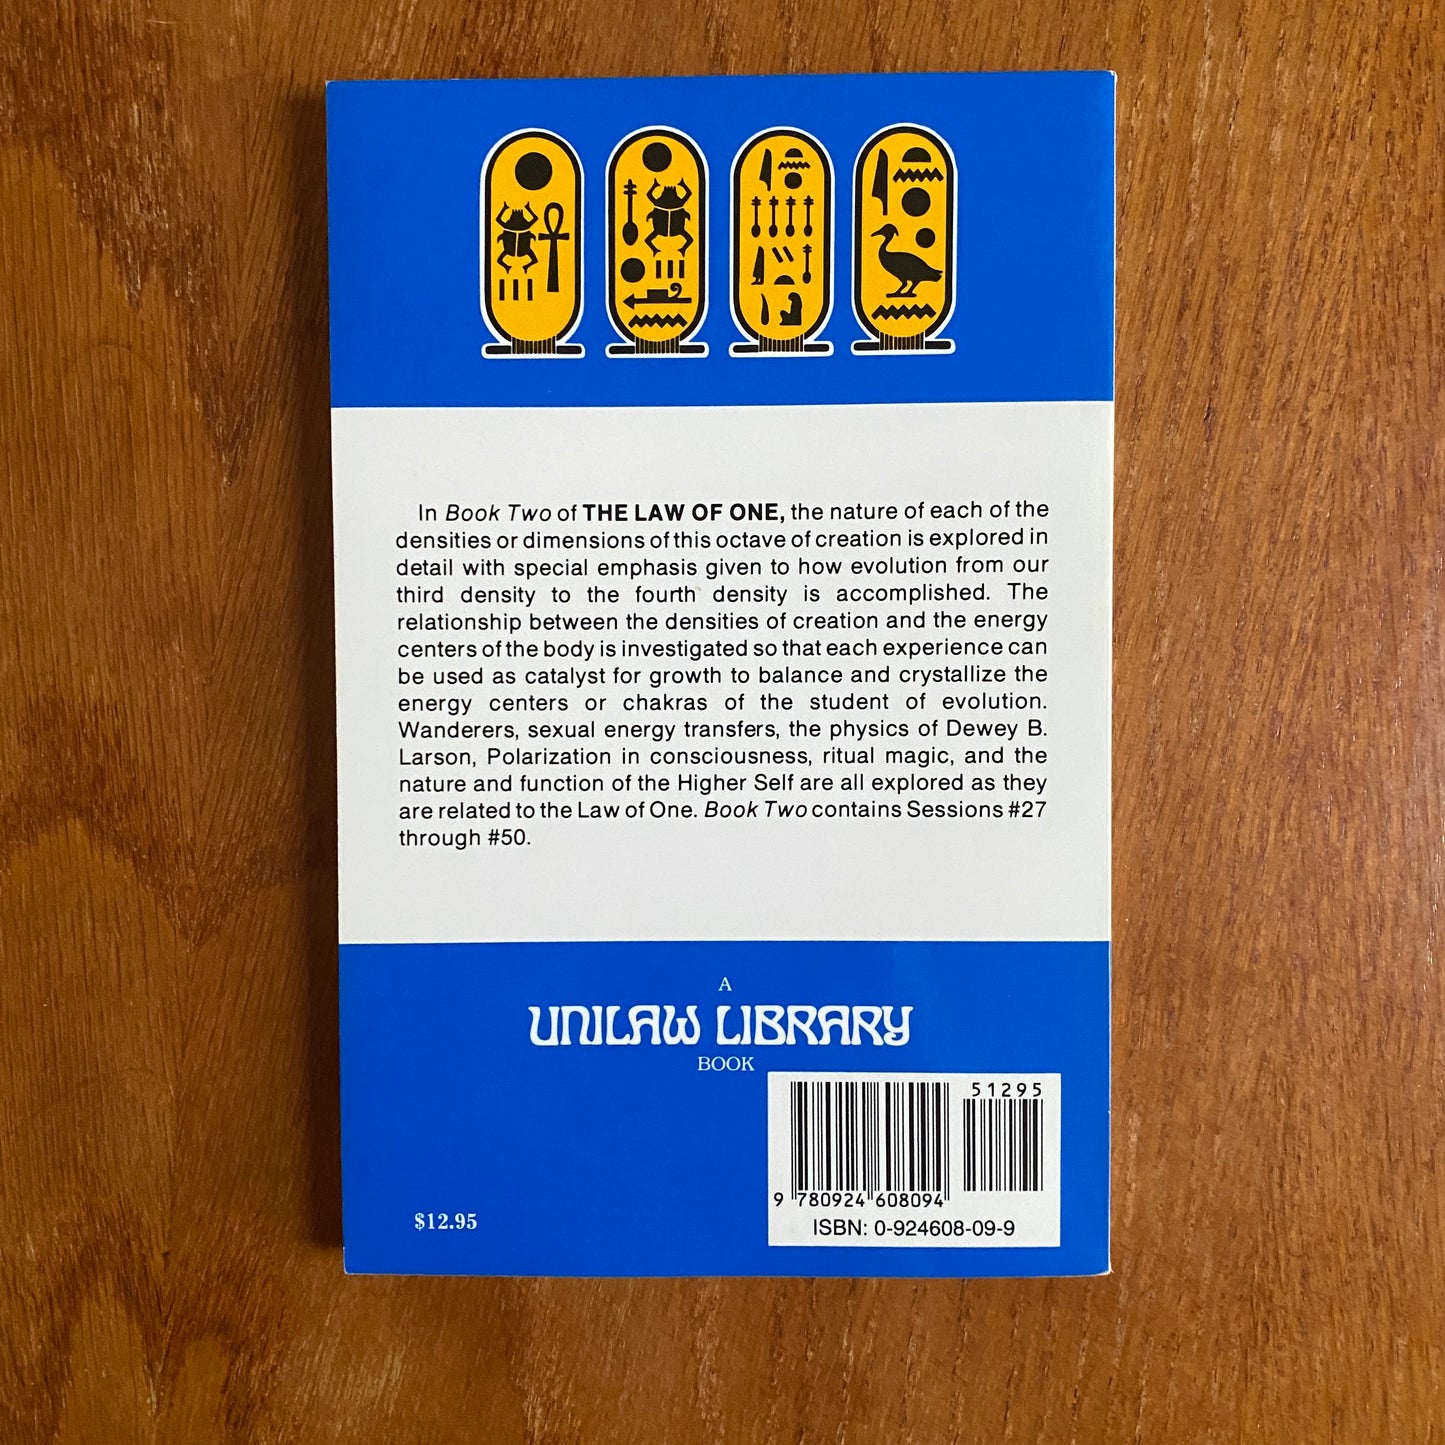 In Book Two of THE LAW OF ONE, the nature of each of the
densities or dimensions of this octave of creation is explored in
detail with special emphasis given to how evolution from our
third density to the fourth density is accomplished. The
relationship between the densities of creation and the energy
centers of the body is investigated so that each experience can
be used as catalyst for growth to balance and crystallize the
energy centers or chakras of the student of evolution.
Wanderers, sexual energy transfers, the physics of Dewey B.
Larson, Polarization in consciousness, ritual magic, and the
nature and function of the Higher Self are all explored as they
are related to the Law of One. Book Two contains Sessions #27
through #50.
A
UNILAW LIBRARY
BOOK
51295
9 780924 608094
ISBN: 0-924608-09-9
$12.95